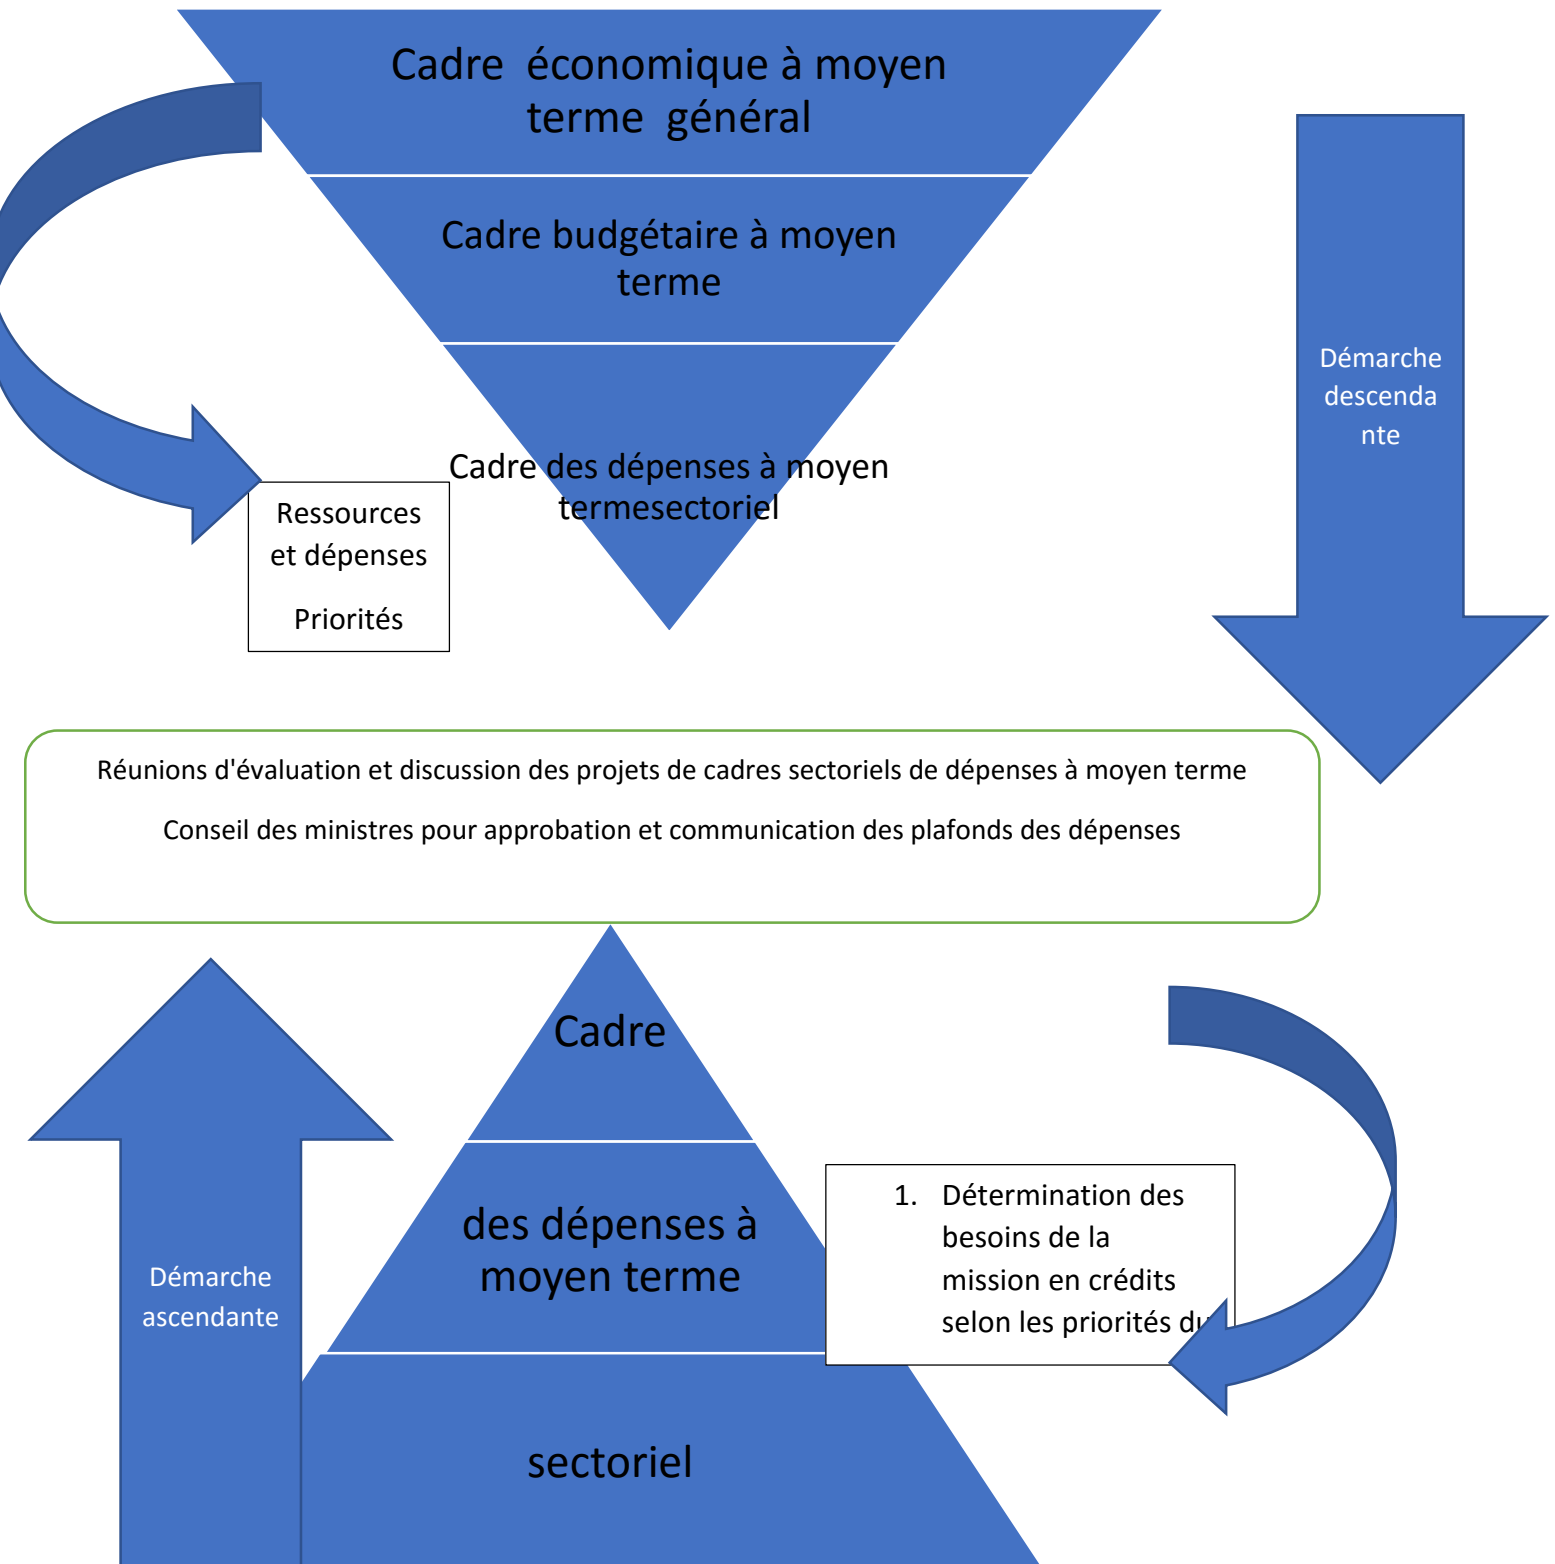 Cadre  économique à moyen
terme  général
Cadre budgétaire à moyen
terme
Démarche
descenda
nte
Cadre des dépenses à moyen
termesectoriel
Ressources
et dépenses
Priorités
Réunions d'évaluation et discussion des projets de cadres sectoriels de dépenses à moyen terme
Conseil des ministres pour approbation et communication des plafonds des dépenses
Cadre
des dépenses à
moyen terme
1. Détermination des
besoins de la
mission en crédits
selon les priorités du
Démarche
ascendante
sectoriel